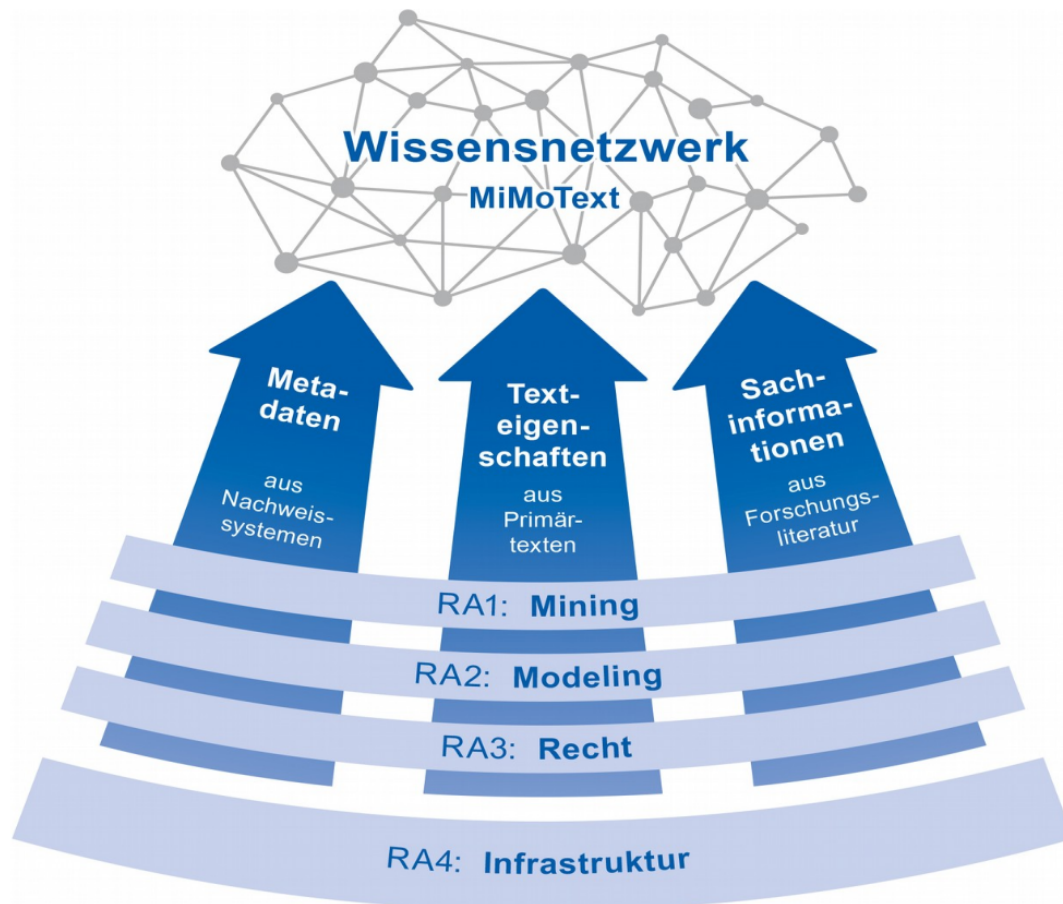 Wissensnetzwerk
MiMoText
Meta-
daten
aus
Nachweis-
systemen
Text-
eigen-
schaften
aus
Primär-
texten
Sach-
informa-
tionen
aus
Forschungs-
literatur
RA1: Mining
RA2: Modeling
RA3: Recht
RA4: Infrastruktur